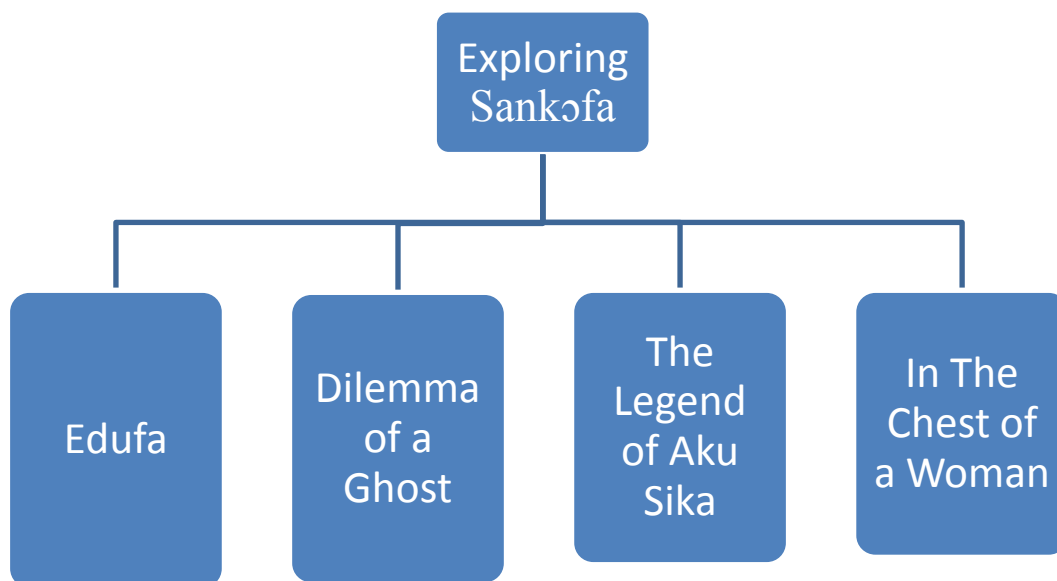 Exploring
Sankɔfa
Edufa
Dilemma
of a
Ghost
The
Legend
of Aku
Sika
In The
Chest of
a Woman